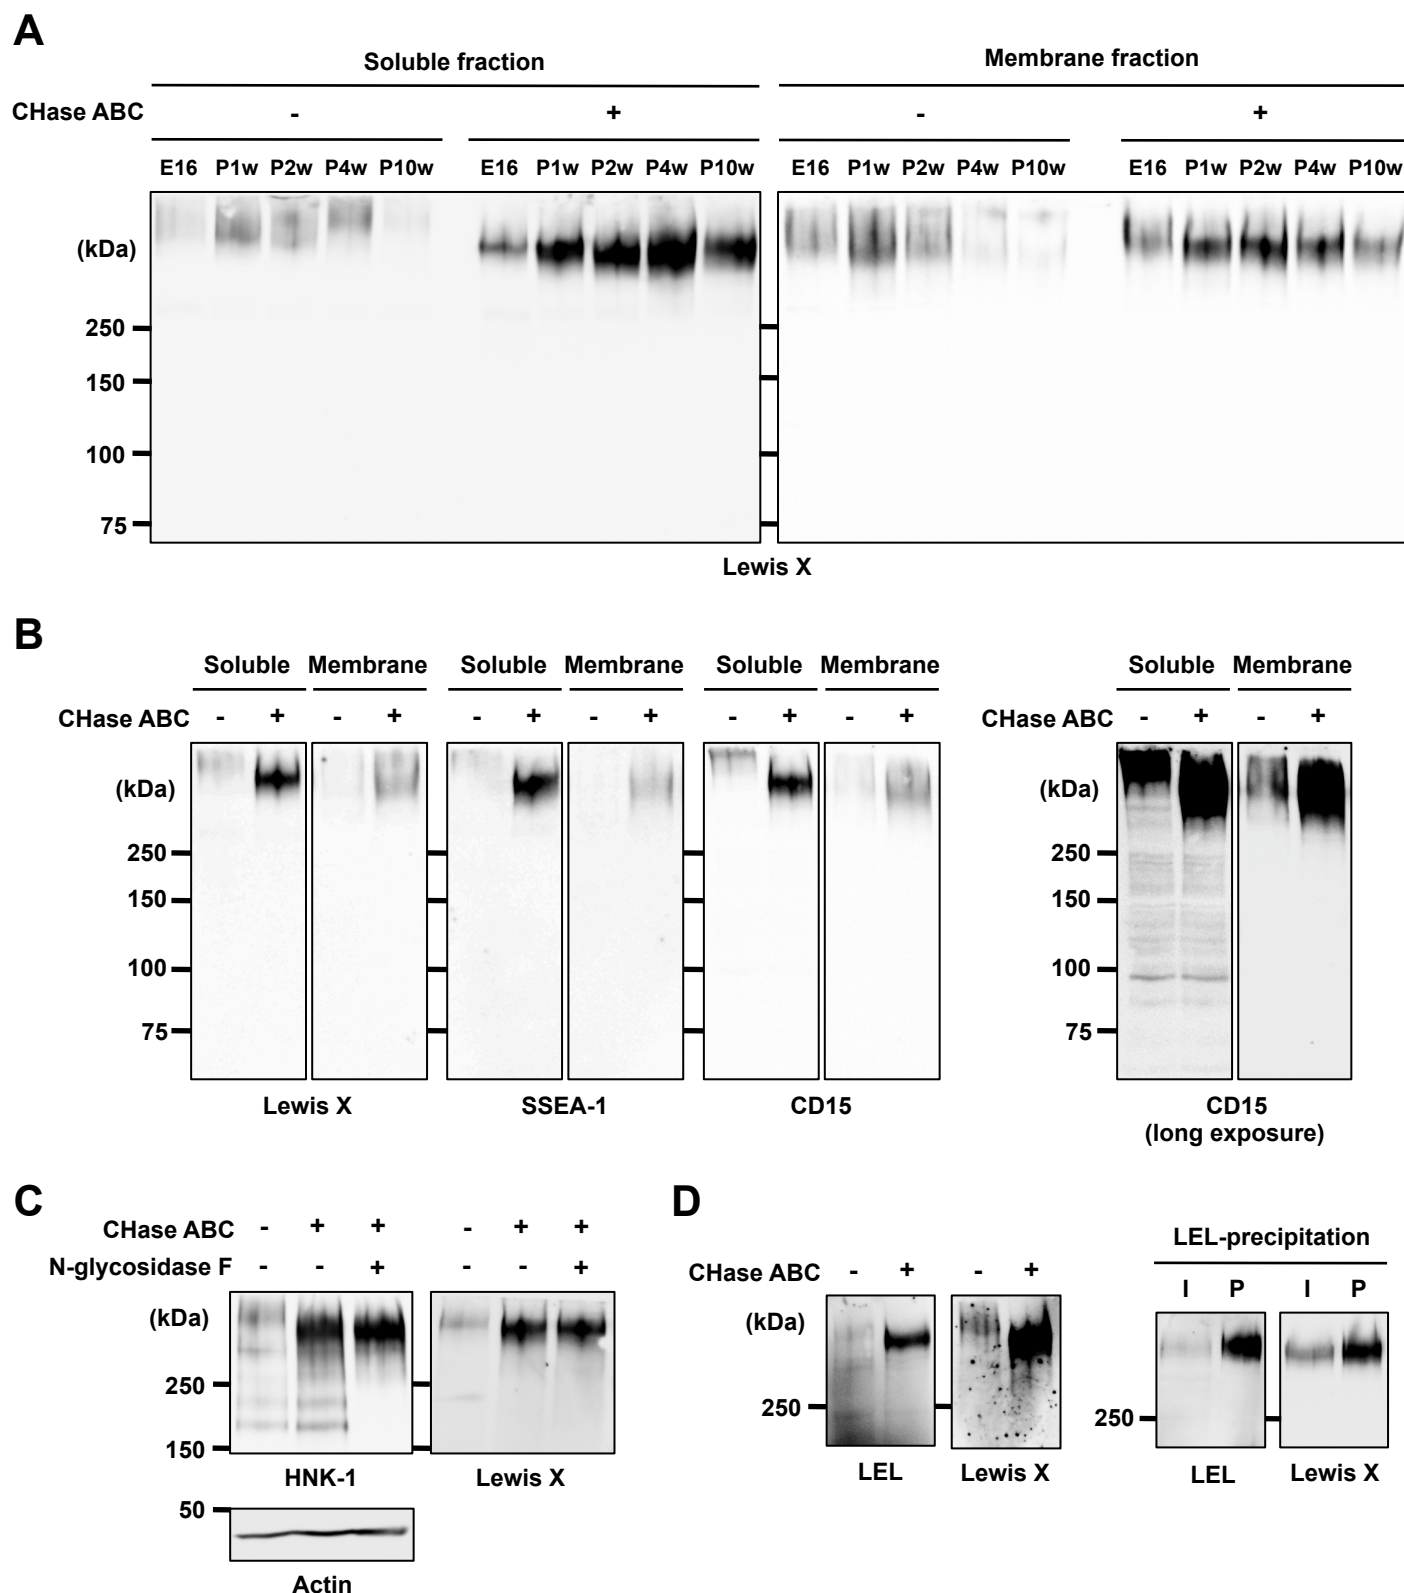 A
Soluble fraction Membrane fraction
CHase ABC - + - +
E16 P1w P2w P4w P10w E16 P1w P2w P4w P10w E16 P1w P2w P4w P10w E16 P1w P2w P4w P10w
(kDa)
250
150
100
75
Lewis X
B
Soluble Membrane Soluble Membrane Soluble Membrane Soluble Membrane
CHase ABC - + - + - + - + - + - + CHase ABC - + - +
(kDa) (kDa)
250 250
150 150
100 100
75 75
Lewis X SSEA-1 CD15 CD15
(long exposure)
C
CHase ABC - + + - + +
N-glycosidase F - - + - - +
(kDa)
250
150
HNK-1 Lewis X
50
Actin
D
LEL-precipitation
CHase ABC - + - + I P I P
(kDa)
250 250
LEL Lewis X LEL Lewis X